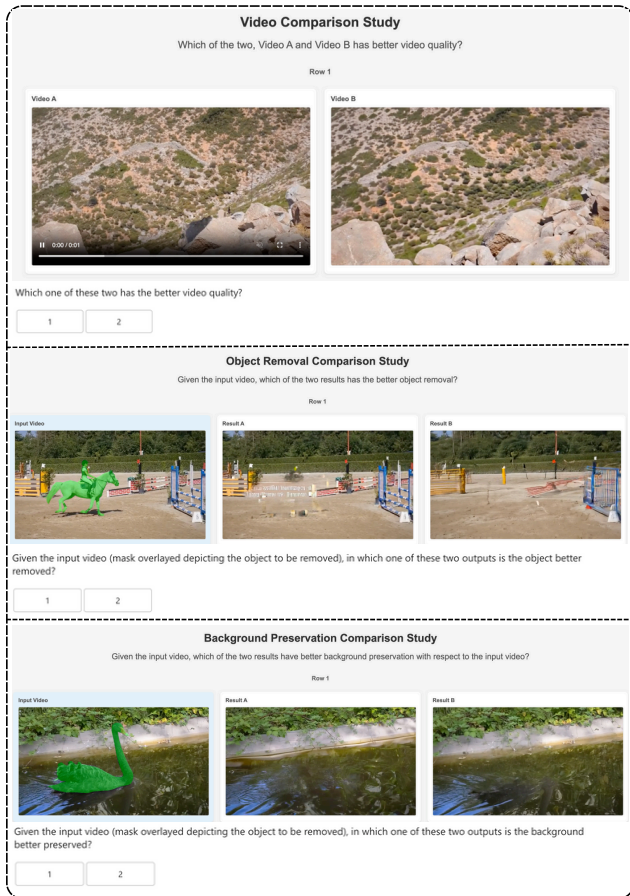 Video Comparison Study
Which of the two, Video A and Video B has better video quality?
Row 1
Video A
Video B
0:00 / 0:01
Which one of these two has the better video quality?
1
2
Object Removal Comparison Study
Given the input video, which of the two results has the better object removal?
Row 1
Input Video
Result A
Result B
Given the input video (mask overlayed depicting the object to be removed), in which one of these two outputs is the object better
removed?
1
2
Background Preservation Comparison Study
Given the input video, which of the two results have better background preservation with respect to the input video?
Row 1
Input Video
Result A
Result B
Given the input video (mask overlayed depicting the object to be removed), in which one of these two outputs is the background
better preserved?
1
2